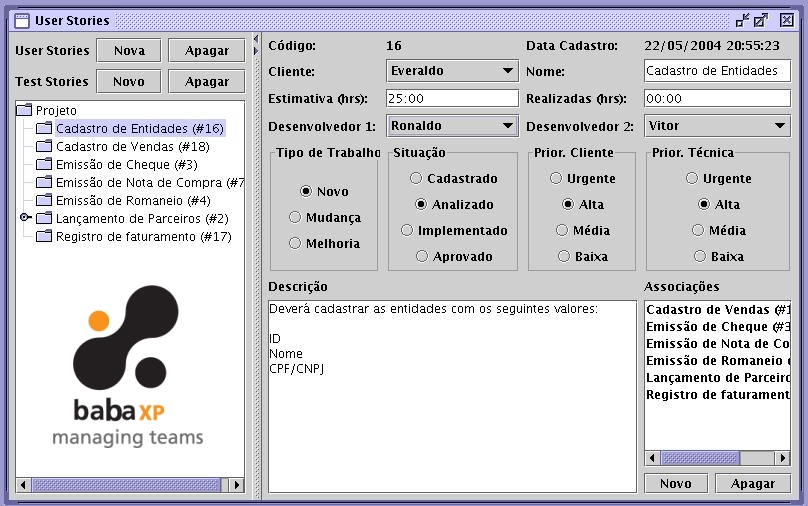 User Stories
User Stories Nova Apagar
Test Stories Novo Apagar
Projeto
Cadastro de Entidades (#16)
Cadastro de Vendas (#18)
Emissão de Cheque (#3)
Emissão de Nota de Compra (#7
Emissão de Romaneio (#4)
Lançamento de Parceiros (#2)
Registro de faturamento (#17)
baba XP
managing teams
Código: 16 Data Cadastro: 22/05/2004 20:55:23
Cliente: Everaldo Nome: Cadastro de Entidades
Estimativa (hrs): 25:00 Realizadas (hrs): 00:00
Desenvolvedor 1: Ronaldo Desenvolvedor 2: Vitor
Tipo de Trabalho
Novo
Mudança
Melhoria
Situação
Cadastrado
Analizado
Implementado
Aprovado
Prior. Cliente
Urgente
Alta
Média
Baixa
Prior. Técnica
Urgente
Alta
Média
Baixa
Descrição
Deverá cadastrar as entidades com os seguintes valores:
ID
Nome
CPF/CNPJ
Associações
Cadastro de Vendas (#1
Emissão de Cheque (#3
Emissão de Nota de Co
Emissão de Romaneio (
Lançamento de Parceiro
Registro de faturament
Novo Apagar